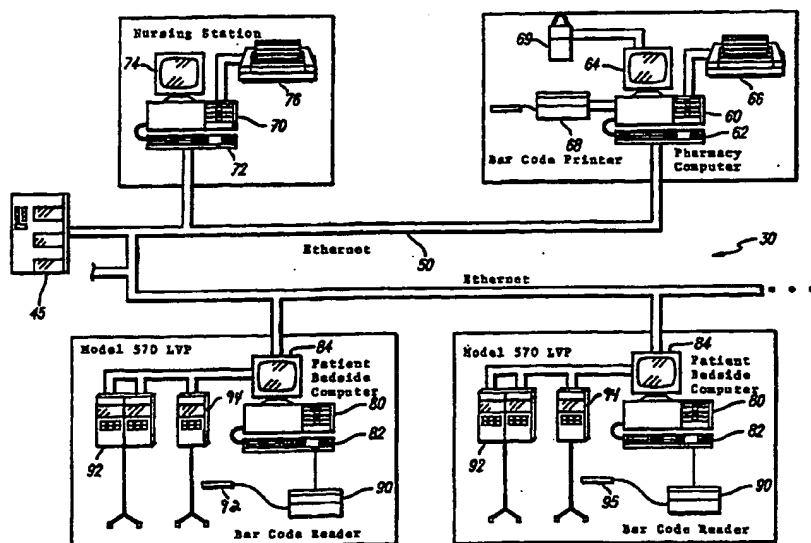 Nursing Station
74
76
70
72
69
64
66
60
68
62
Bar Code Printer
Pharmacy
Computer
45
Ethernet
50
30
Ethernet
Model 570 LVP
84
Patient
Bedside
Computer
94
80
82
92
92
90
Bar Code Reader
Model 570 LVP
84
Patient
Bedside
Computer
94
80
82
92
95
90
Bar Code Reader